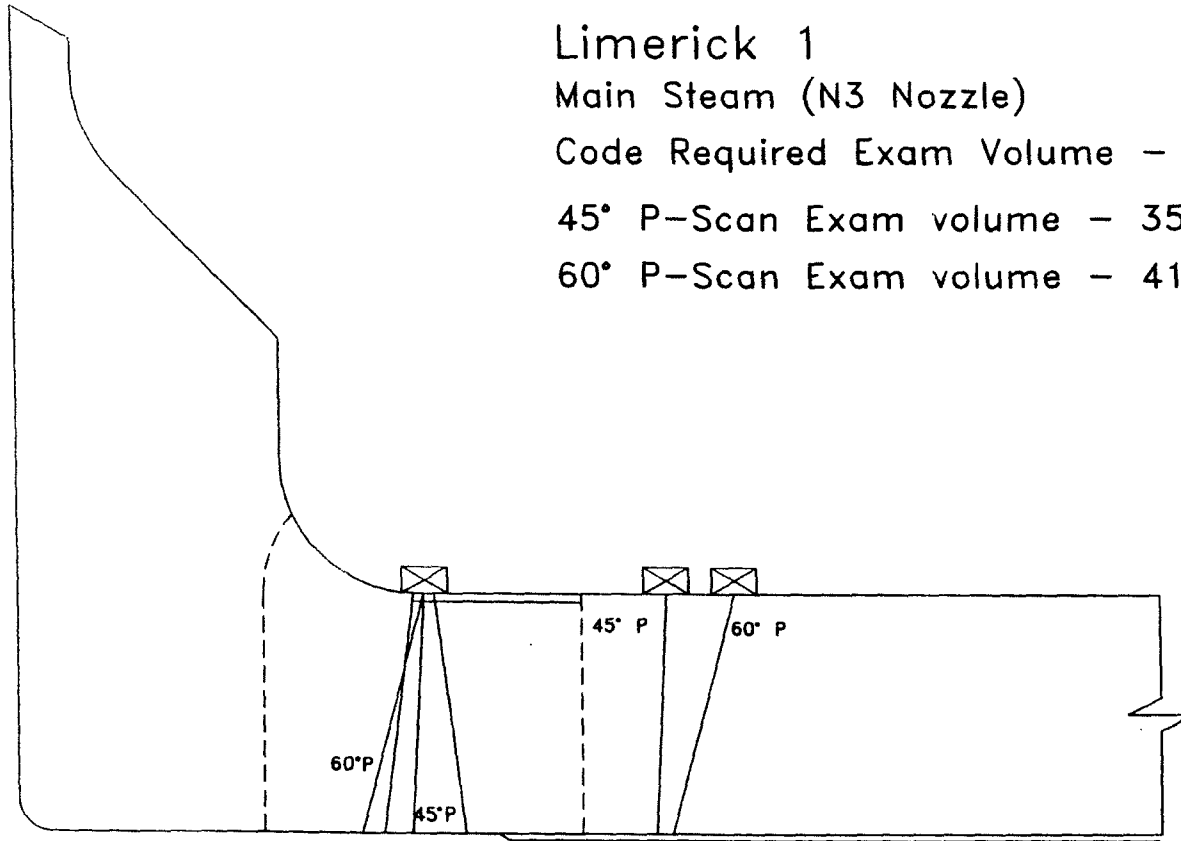 Limerick 1
Main Steam (N3 Nozzle)
Code Required Exam Volume –
45° P–Scan Exam volume – 35
60° P–Scan Exam volume – 41
45° P
60° P
60°P
45°P